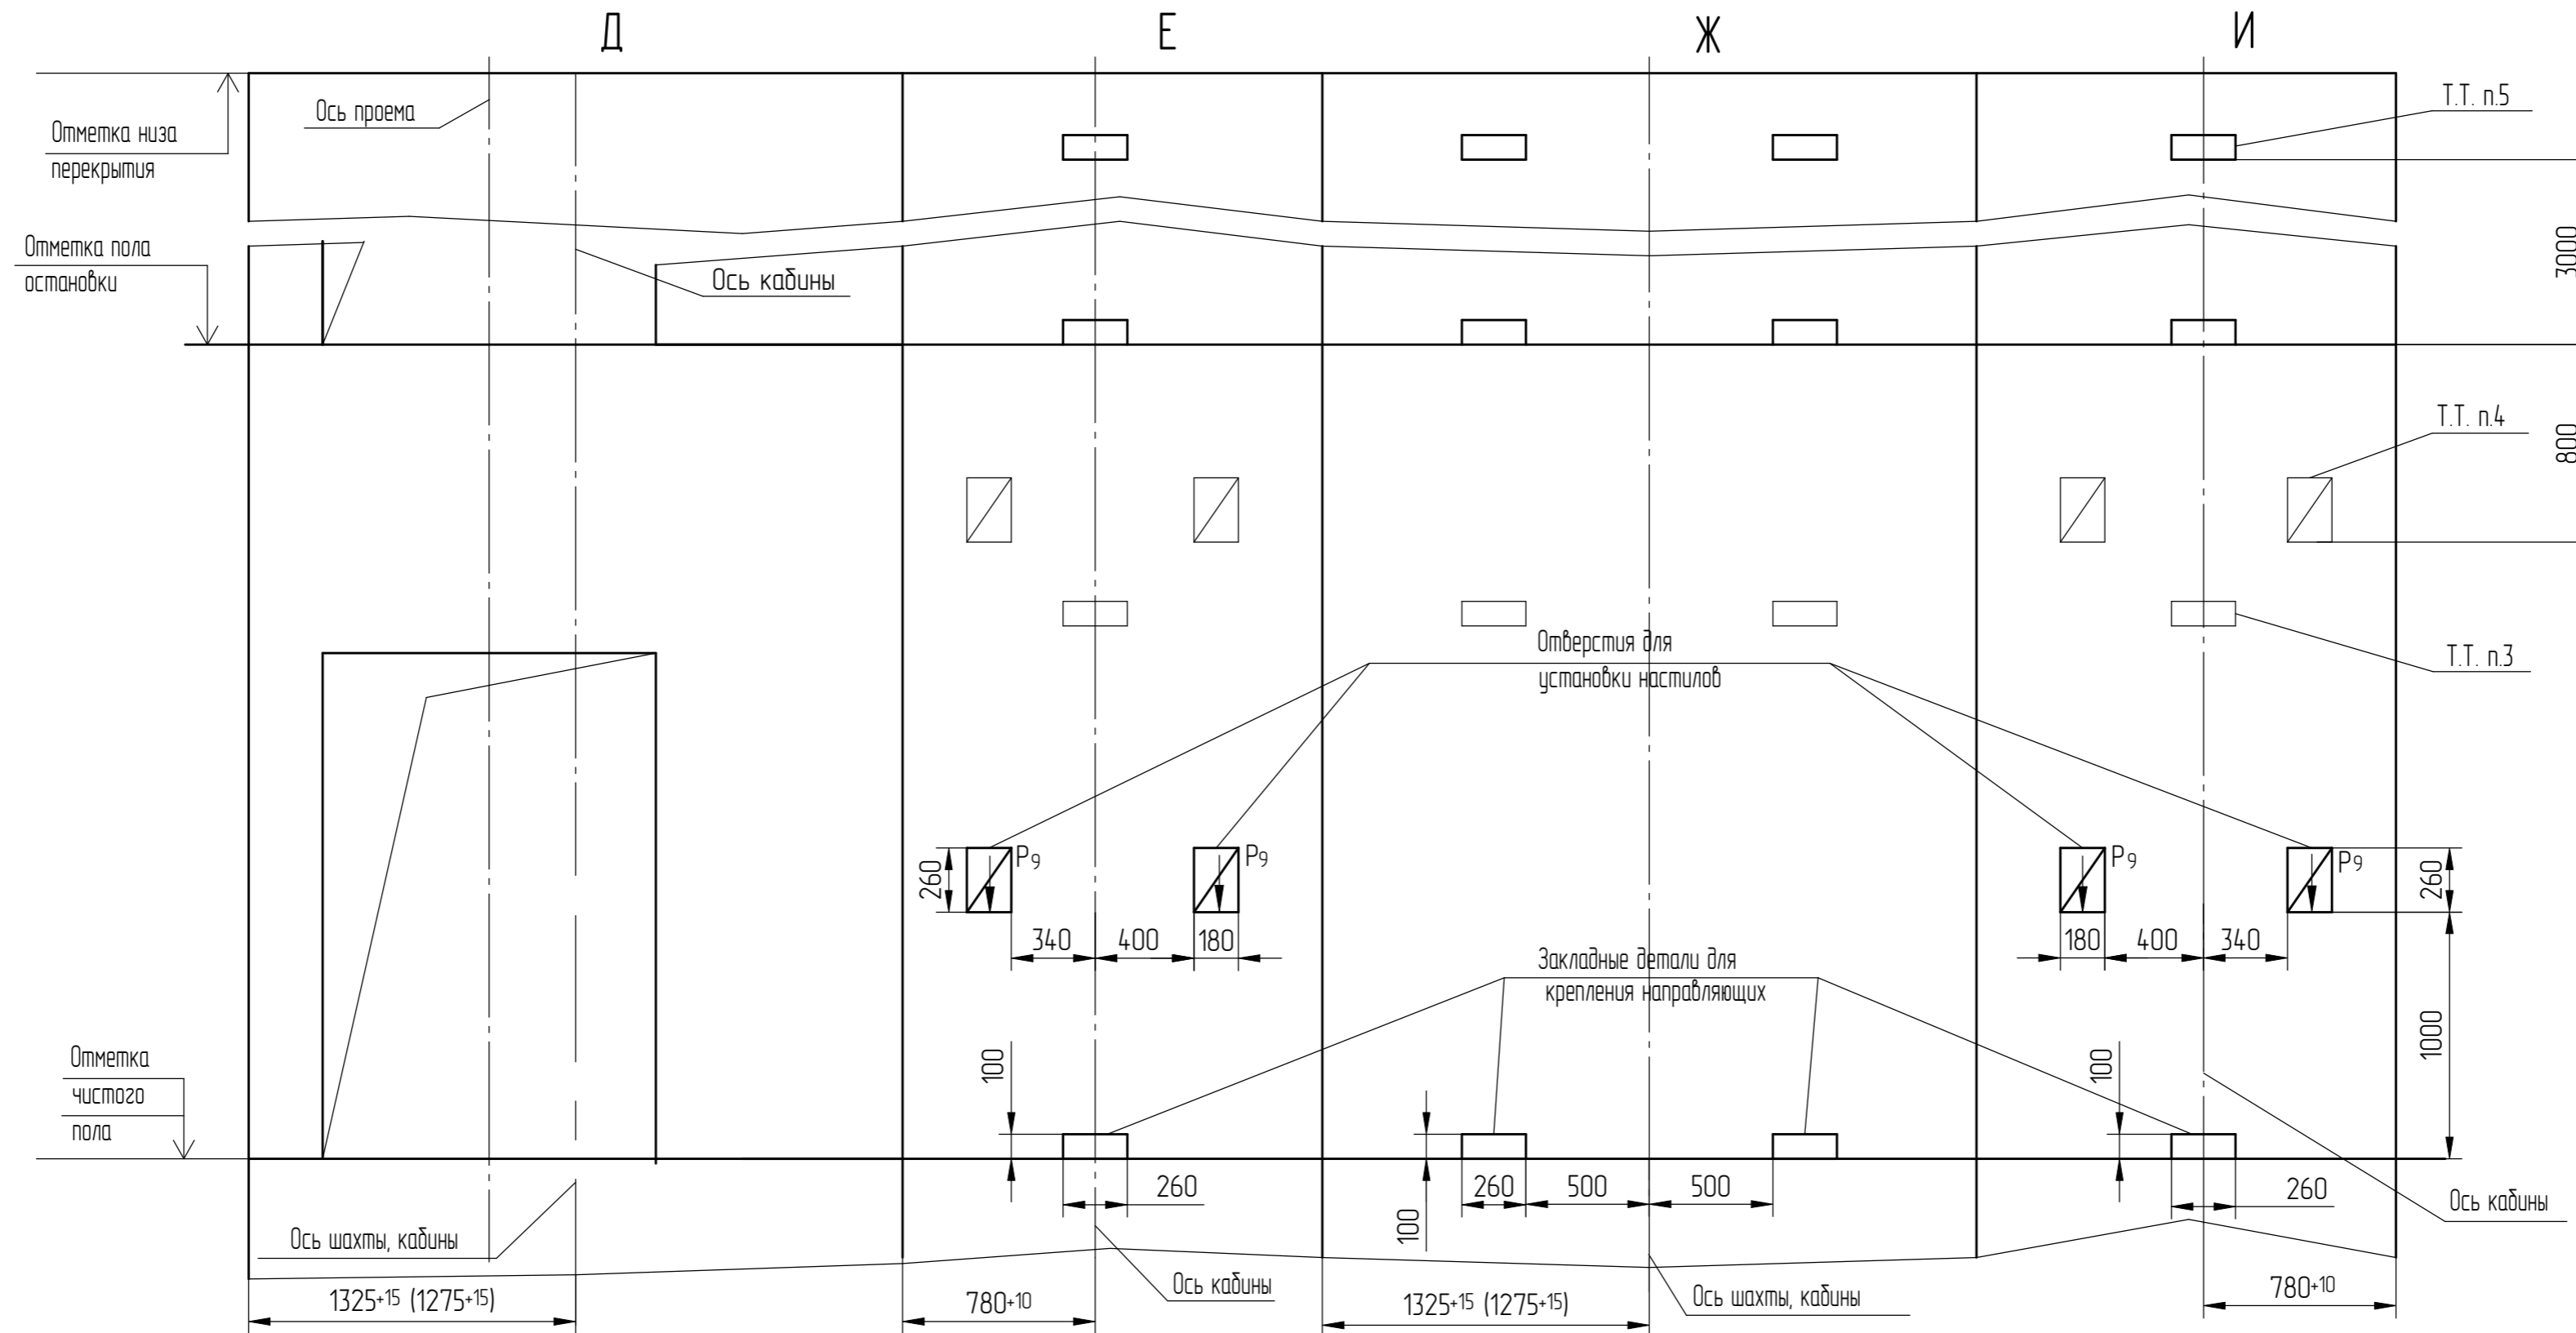 Д
Е
Ж
И
Ось проема
Т.Т. п.5
Отметка низа
перекрытия
Отметка пола
остановки
Ось кабины
3000
Т.Т. п.4
800
Отверстия для
установки настилов
Т.Т. п.3
260
P9
P9
P9
P9
260
340
400
180
180
400
340
Закладные детали для
крепления направляющих
1000
Отметка
чистого
пола
100
100
100
260
260
500
500
260
Ось кабины
Ось шахты, кабины
Ось кабины
Ось шахты, кабины
1325+15 (1275+15)
780+10
1325+15 (1275+15)
780+10